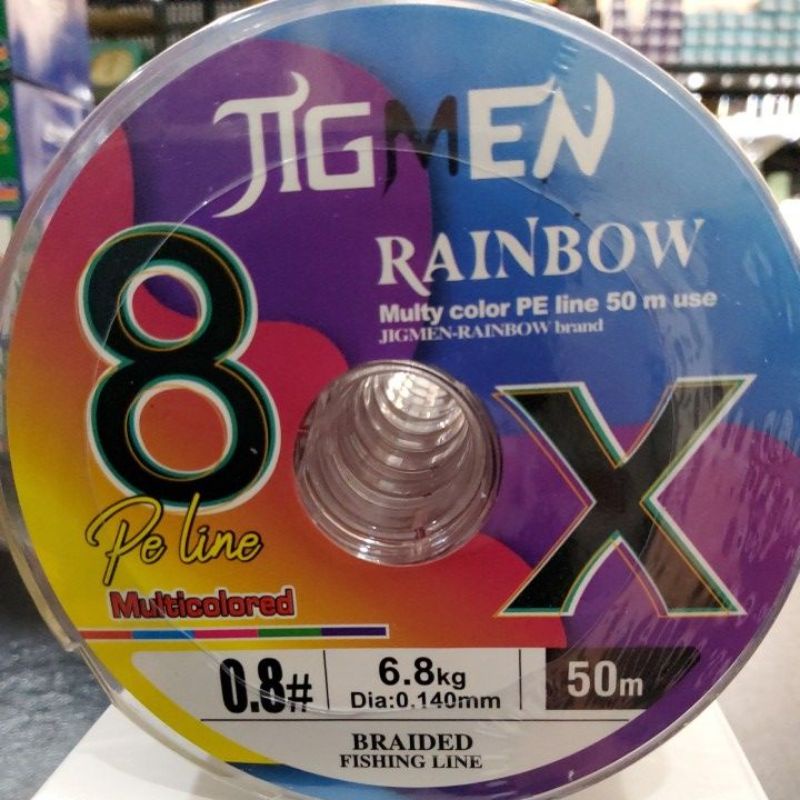 JIGMEN
RAINBOW
Multy color PE line 50 m use
JIGMEN-RAINBOW brand
8X
Pe line
Multicolored
0.8# 6.8kg 50m
Dia:0.140mm
BRAIDED
FISHING LINE